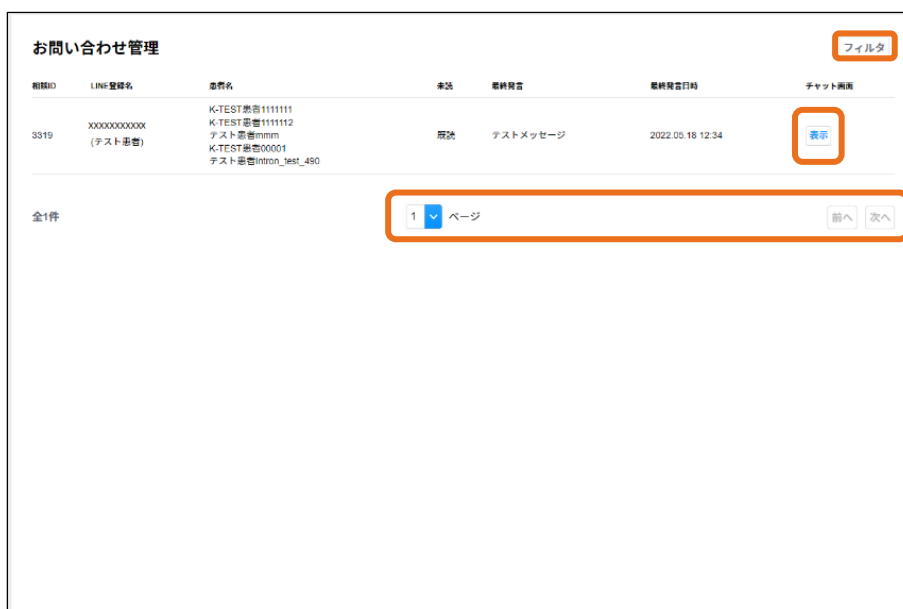 お問い合わせ管理
フィルタ
相談ID LINE登録名 患者名 未読 最終発言 最終発言日時 チャット画面
K-TEST患者1111111
K-TEST患者1111112
テスト患者mmm
K-TEST患者00001
テスト患者Intron_test_490
3319 xxxxxxxxxxx 既読 テストメッセージ 2022.05.18 12:34 表示
(テスト患者)
全1件 1 ページ 前へ 次へ